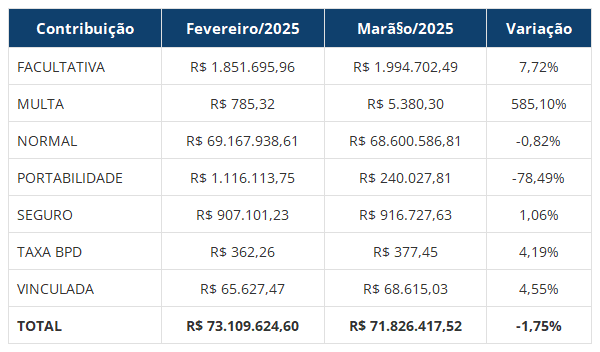 Contribuição Fevereiro/2025 Marã§o/2025 Variação
FACULTATIVA R$ 1.851.695,96 R$ 1.994.702,49 7,72%
MULTA R$ 785,32 R$ 5.380,30 585,10%
NORMAL R$ 69.167.938,61 R$ 68.600.586,81 -0,82%
PORTABILIDADE R$ 1.116.113,75 R$ 240.027,81 -78,49%
SEGURO R$ 907.101,23 R$ 916.727,63 1,06%
TAXA BPD R$ 362,26 R$ 377,45 4,19%
VINCULADA R$ 65.627,47 R$ 68.615,03 4,55%
TOTAL R$ 73.109.624,60 R$ 71.826.417,52 -1,75%